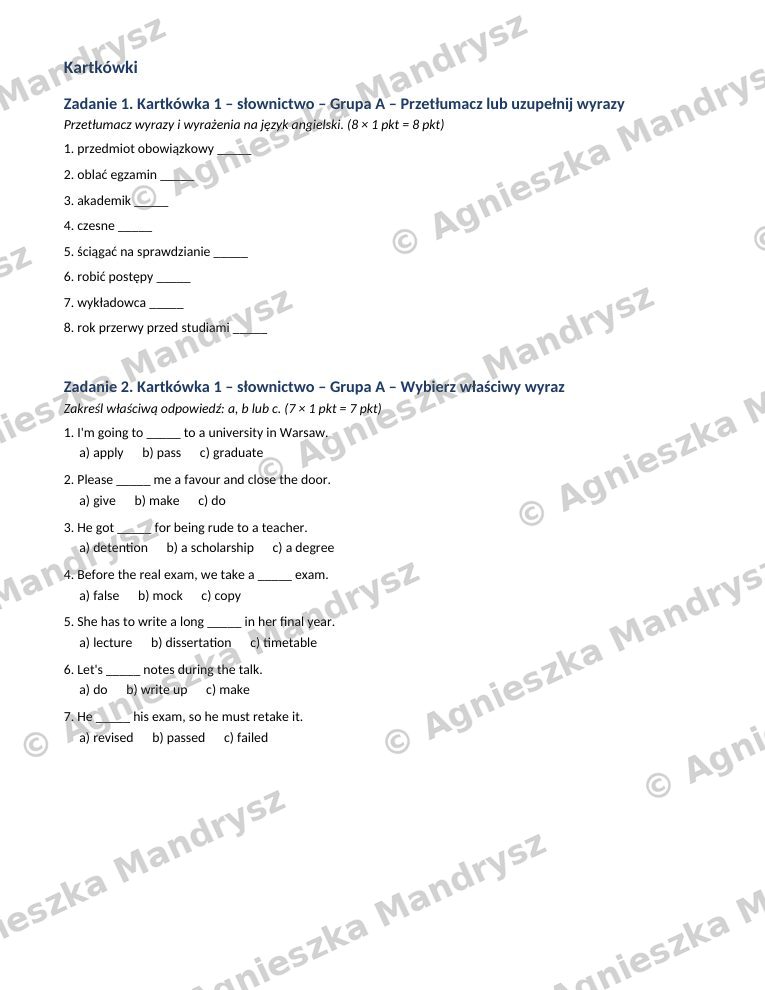 Kartkówki
Zadanie 1. Kartkówka 1 – słownictwo – Grupa A – Przetłumacz lub uzupełnij wyrazy
Przetłumacz wyrazy i wyrażenia na język angielski. (8 × 1 pkt = 8 pkt)
1. przedmiot obowiązkowy _____
2. oblać egzamin _____
3. akademik _____
4. czesne _____
5. ściągać na sprawdzianie _____
6. robić postępy _____
7. wykładowca _____
8. rok przerwy przed studiami _____
Zadanie 2. Kartkówka 1 – słownictwo – Grupa A – Wybierz właściwy wyraz
Zakreśl właściwą odpowiedź: a, b lub c. (7 × 1 pkt = 7 pkt)
1. I'm going to _____ to a university in Warsaw.
a) apply b) pass c) graduate
2. Please _____ me a favour and close the door.
a) give b) make c) do
3. He got _____ for being rude to a teacher.
a) detention b) a scholarship c) a degree
4. Before the real exam, we take a _____ exam.
a) false b) mock c) copy
5. She has to write a long _____ in her final year.
a) lecture b) dissertation c) timetable
6. Let's _____ notes during the talk.
a) do b) write up c) make
7. He _____ his exam, so he must retake it.
a) revised b) passed c) failed
© Agnieszka Mandrysz